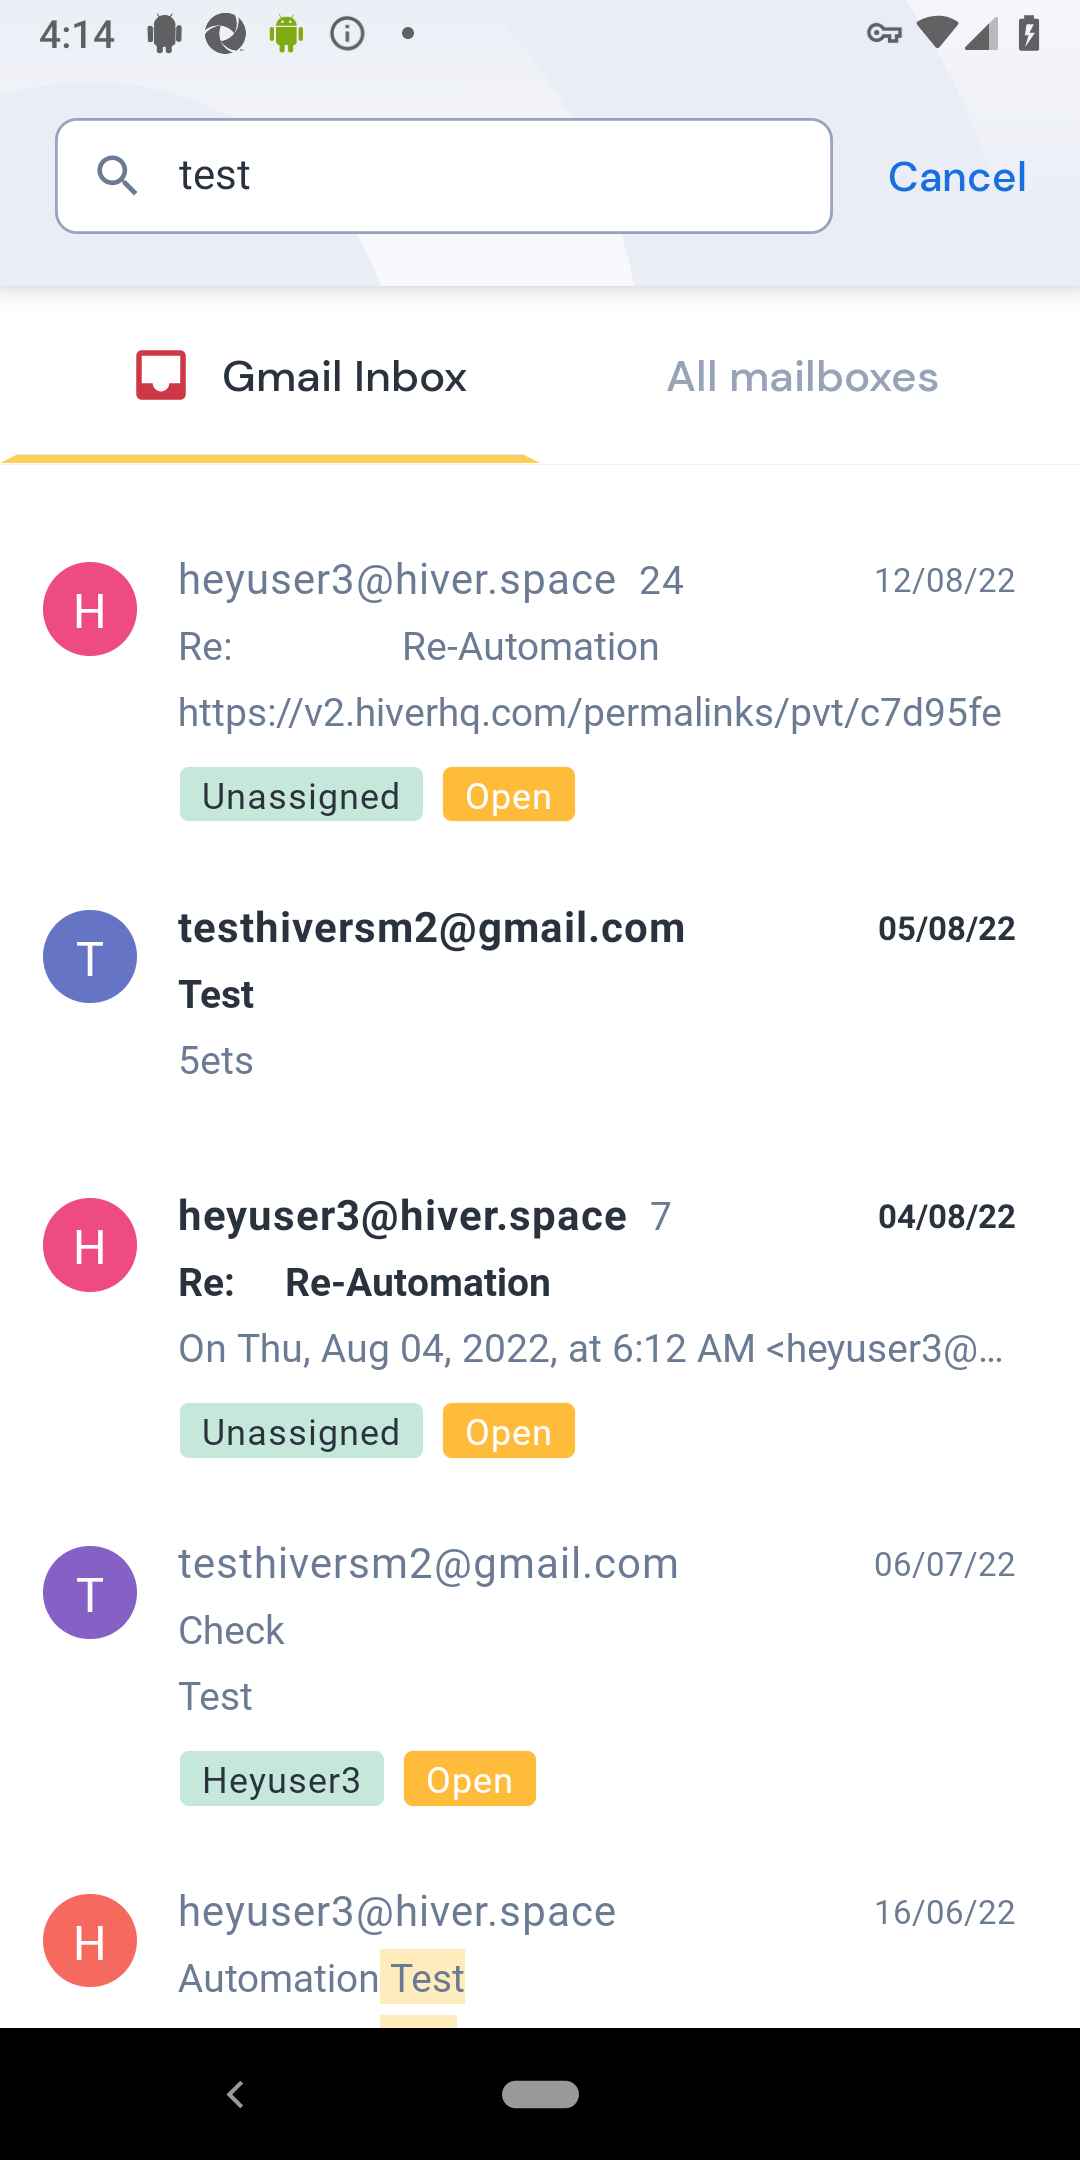 4:14
test
Cancel
Gmail Inbox
All mailboxes
H
heyuser3@hiver.space 24
12/08/22
Re: Re-Automation
https://v2.hiverhq.com/permalinks/pvt/c7d95fe
Unassigned Open
T
testhiversm2@gmail.com
05/08/22
Test
5ets
H
heyuser3@hiver.space 7
04/08/22
Re: Re-Automation
On Thu, Aug 04, 2022, at 6:12 AM <heyuser3@...
Unassigned Open
T
testhiversm2@gmail.com
06/07/22
Check
Test
Heyuser3 Open
H
heyuser3@hiver.space
16/06/22
Automation Test